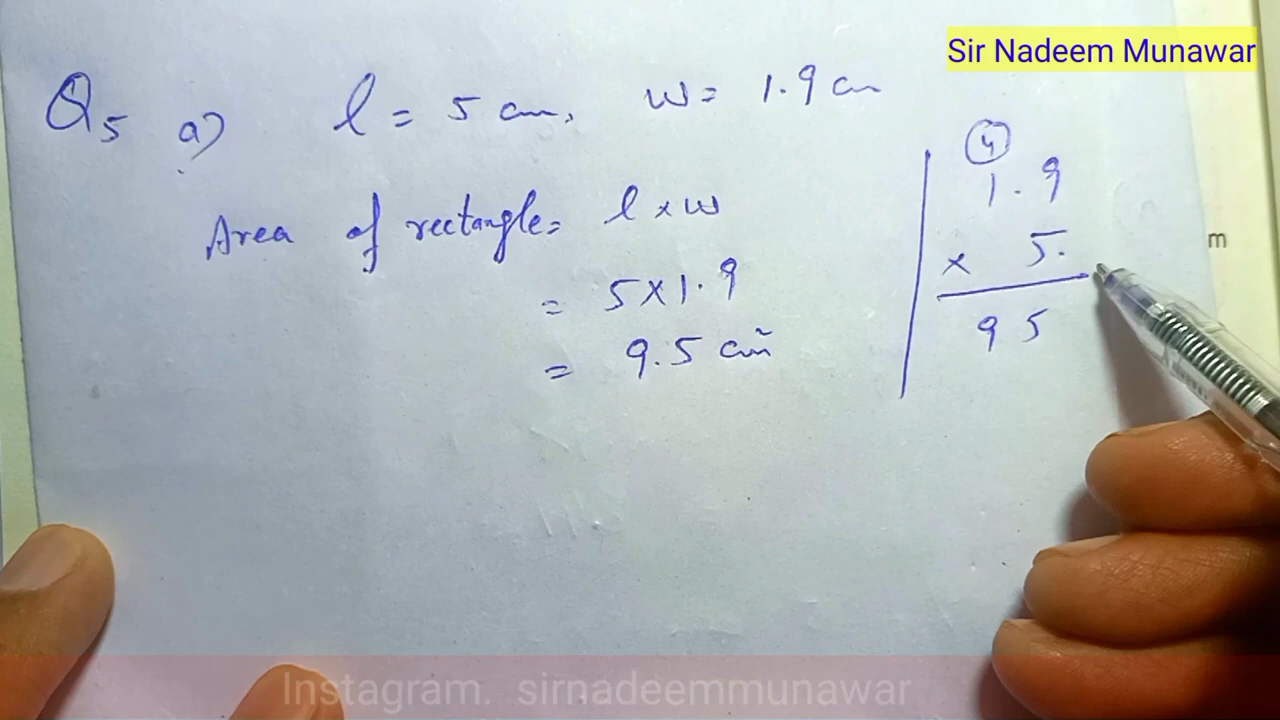 Sir Nadeem Munawar
Q5 a) l = 5 cm, w = 1.9 cm
Area of rectangle = l × w
= 5 × 1.9
= 9.5 cm²
4
1.9
× 5.
95
m
Instagram. sirnadeemmunawar